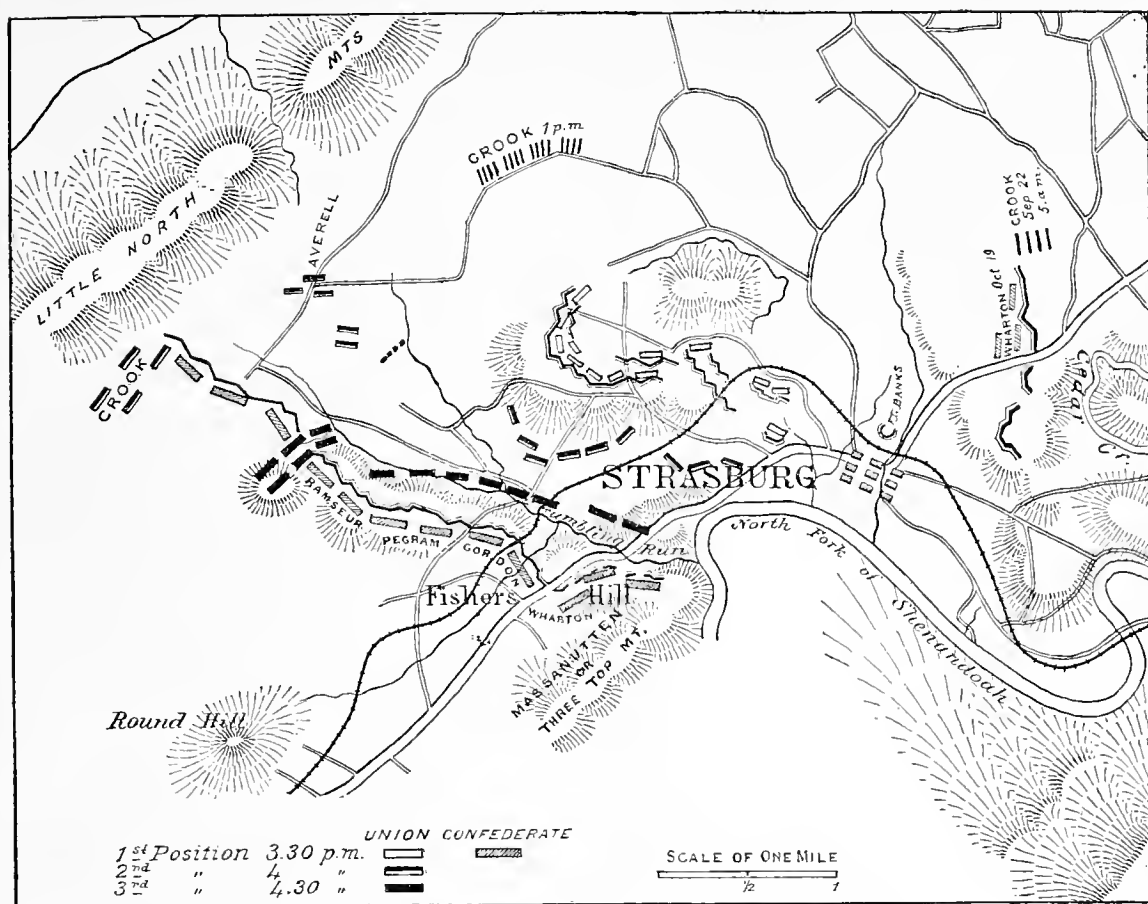 MTS
LITTLE NORTH
CROOK 1 p.m.
AVERELL
CROOK
Sep 22
5. a.m.
WHARTON Oct 19
Cedar Cr.
CROOK
FT. BANKS
STRASBURG
RAMSEUR
PEGRAM
GORDON
Tumbling Run
North Fork of Shenandoah
Fishers Hill
WHARTON
MASSANUTTEN
OR
THREE TOP MT.
Round Hill
UNION CONFEDERATE
1st Position 3.30 p.m.
2nd " 4 "
3rd " 4.30 "
SCALE OF ONE MILE
1/2 1